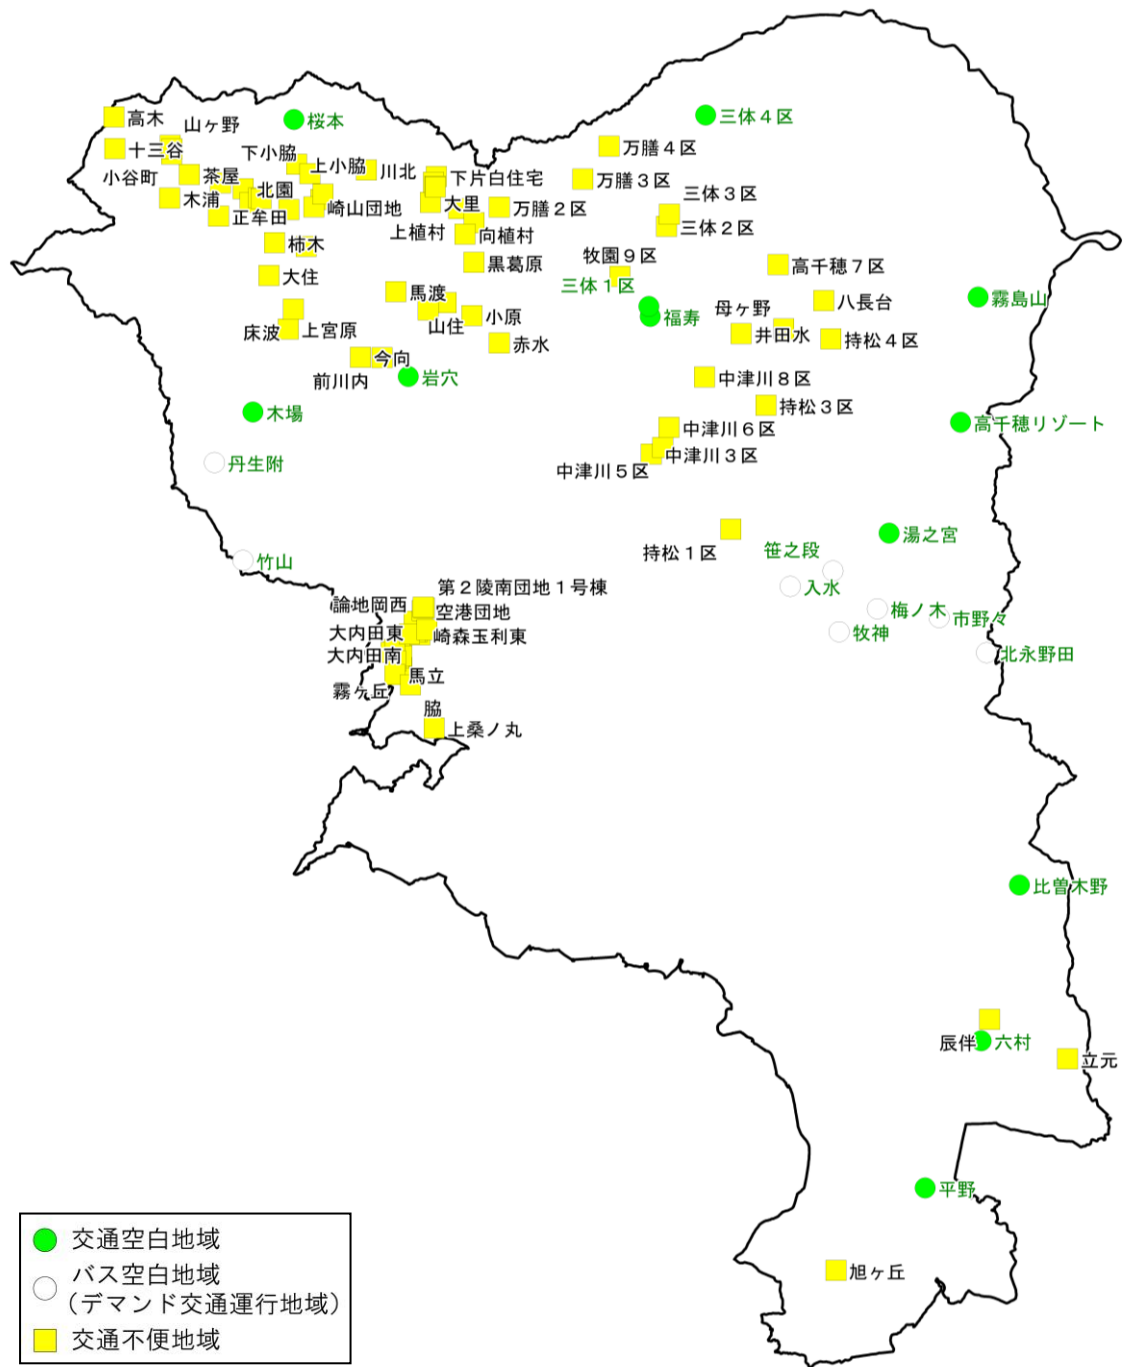 高木
山ヶ野
桜本
三体４区
十三谷
下小脇
万膳４区
小谷町
茶屋
上小脇
川北
下片白住宅
万膳３区
木浦
北園
崎山団地
大里
万膳２区
三体３区
正牟田
上植村
向植村
三体２区
柿木
牧園９区
黒葛原
高千穂７区
大住
三体１区
馬渡
八長台
霧島山
床波
上宮原
山住
小原
福寿
母ヶ野
井田水
持松４区
赤水
前川内
今向
岩穴
中津川８区
持松３区
木場
高千穂リゾート
中津川６区
中津川３区
中津川５区
丹生附
持松１区
湯之宮
竹山
笹之段
入水
第２陵南団地１号棟
論地岡西
空港団地
梅ノ木
市野々
大内田東
崎森玉利東
牧神
大内田南
北永野田
馬立
霧ヶ丘
脇
上桑ノ丸
比曽木野
辰伴
六村
立元
平野
旭ヶ丘
交通空白地域
バス空白地域
（デマンド交通運行地域）
交通不便地域